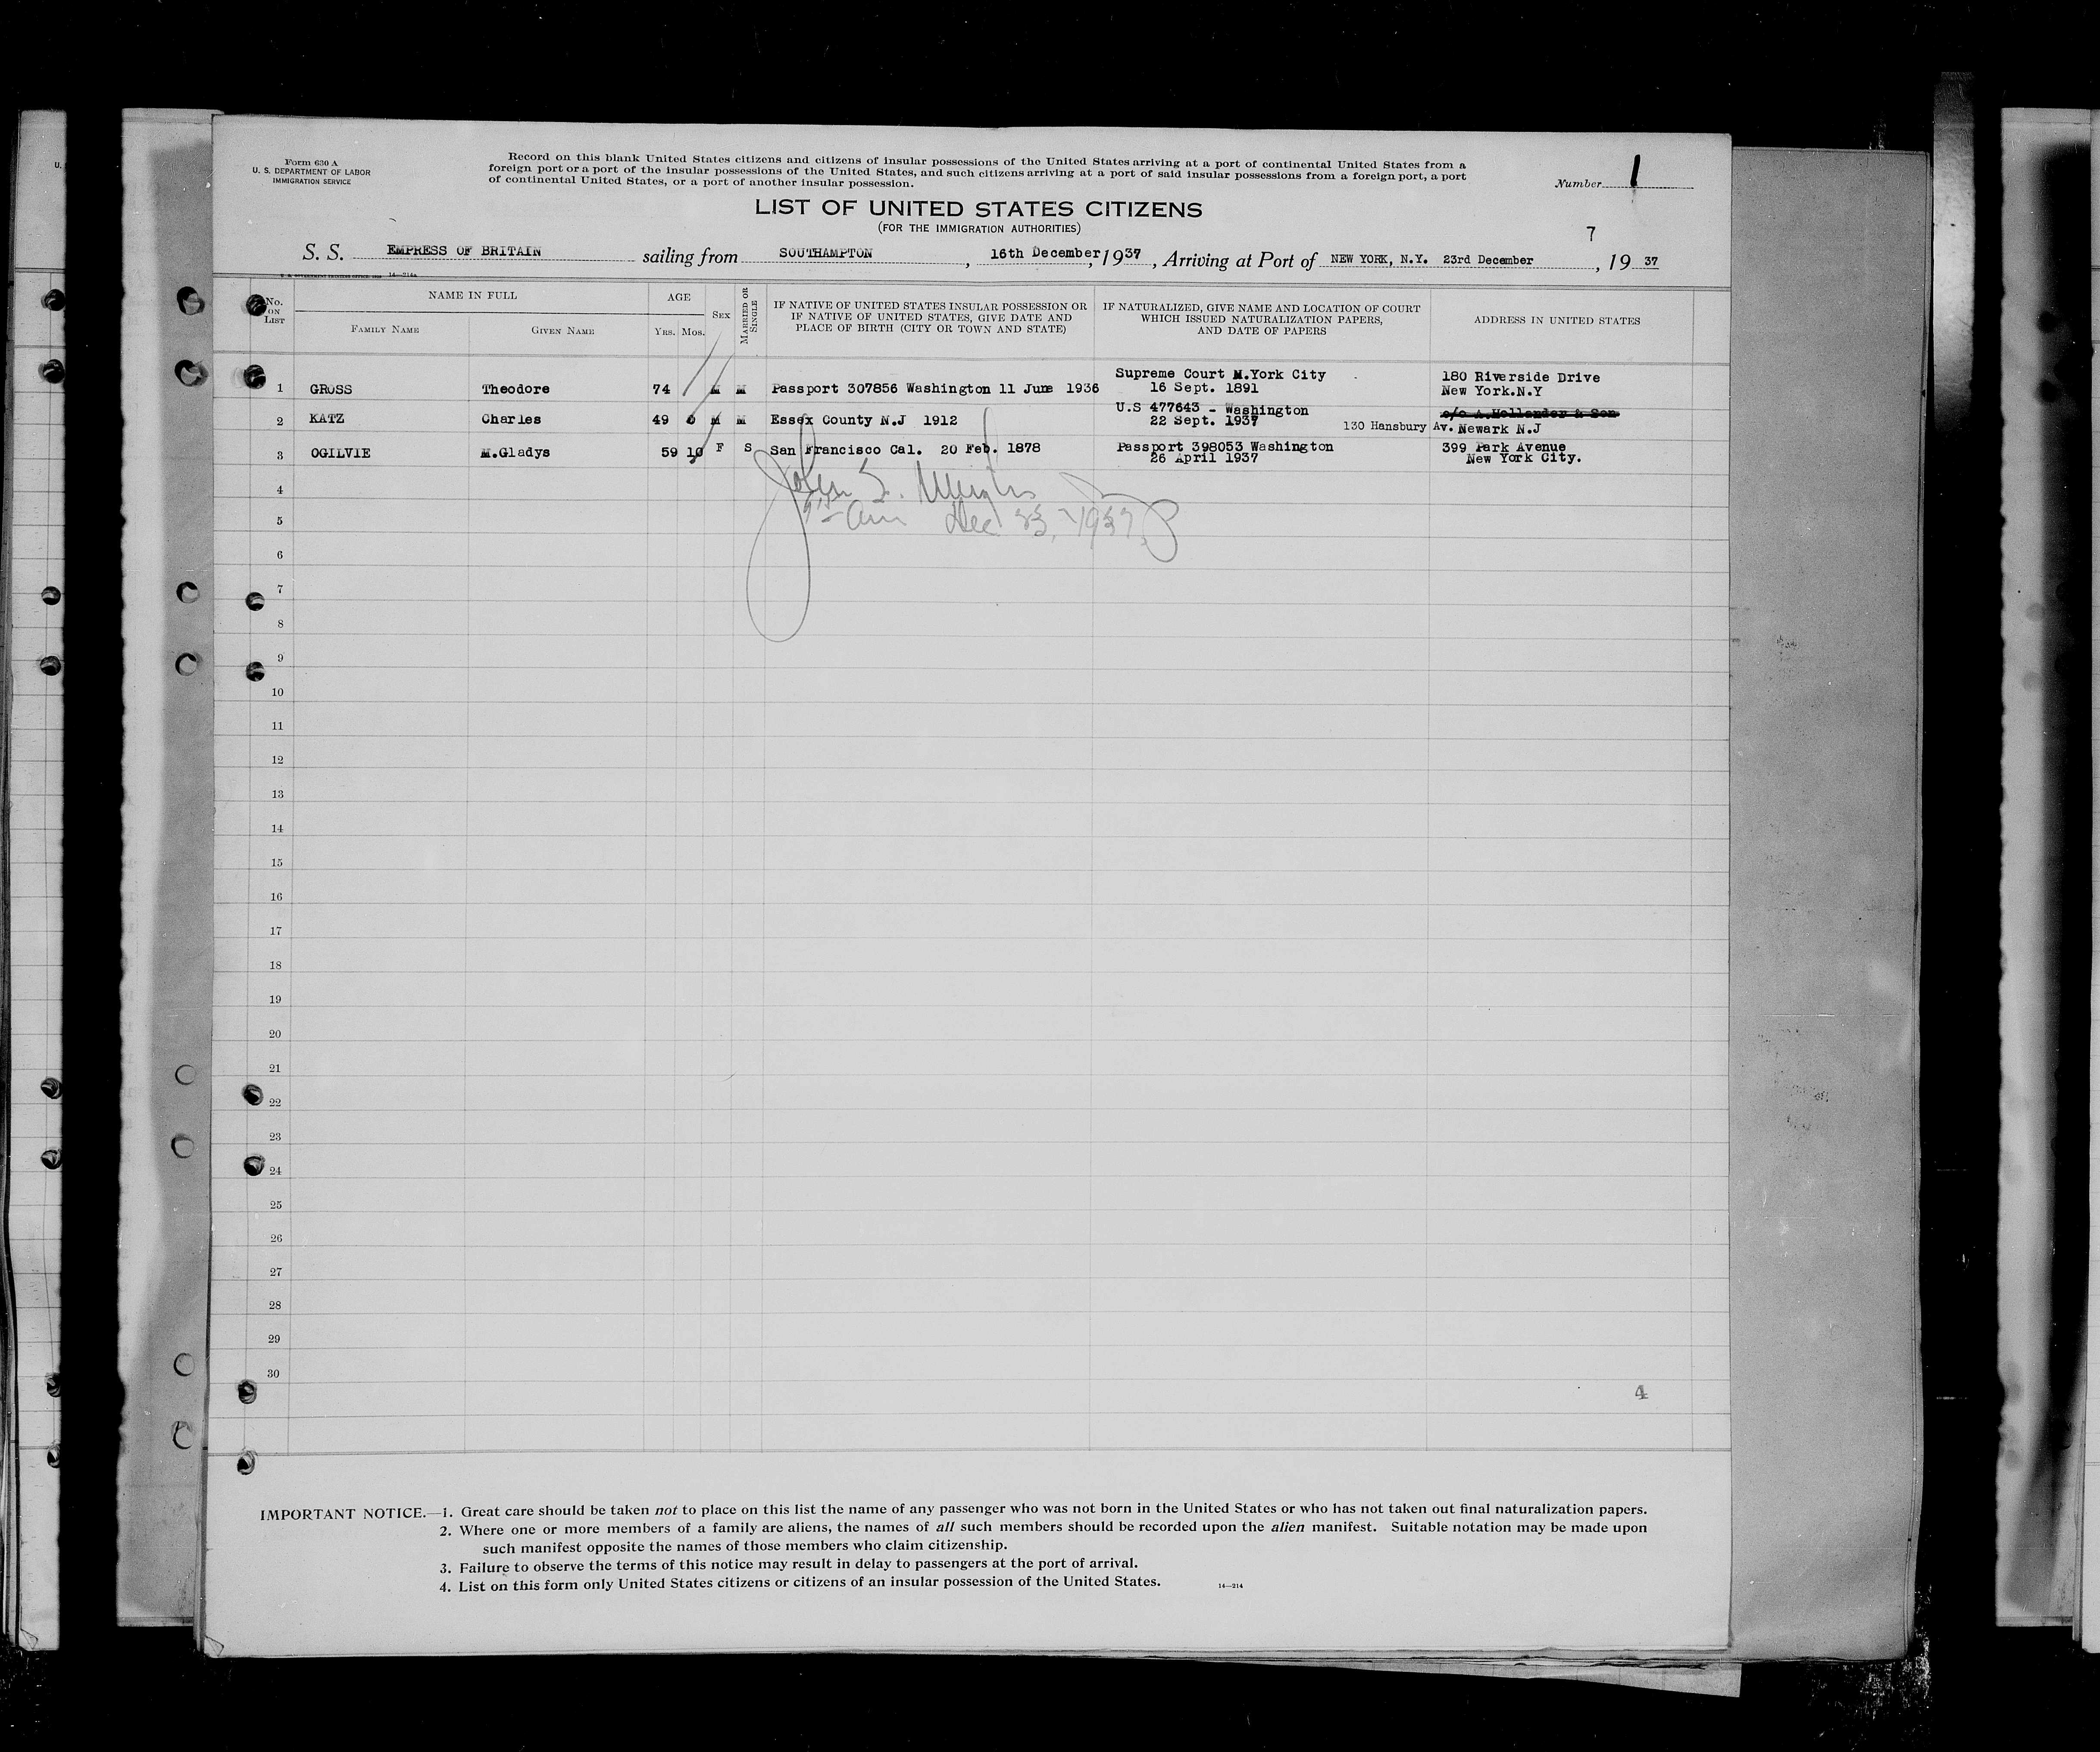 U.
Form 630 A
U. S. DEPARTMENT OF LABOR
IMMIGRATION SERVICE
Record on this blank United States citizens and citizens of insular possessions of the United States arriving at a port of continental United States from a
foreign port or a port of the insular possessions of the United States, and such citizens arriving at a port of said insular possessions from a foreign port, a port
of continental United States, or a port of another insular possession.
Number 1
LIST OF UNITED STATES CITIZENS
(FOR THE IMMIGRATION AUTHORITIES)
7
S. S. EMPRESS OF BRITAIN sailing from SOUTHAMPTON, 16th December, 1937, Arriving at Port of NEW YORK, N.Y. 23rd December, 19 37
14—214a
No. ON LIST
NAME IN FULL
FAMILY NAME GIVEN NAME
AGE
YRS. MOS.
SEX
MARRIED OR SINGLE
IF NATIVE OF UNITED STATES INSULAR POSSESSION OR
IF NATIVE OF UNITED STATES, GIVE DATE AND
PLACE OF BIRTH (CITY OR TOWN AND STATE)
IF NATURALIZED, GIVE NAME AND LOCATION OF COURT
WHICH ISSUED NATURALIZATION PAPERS,
AND DATE OF PAPERS
ADDRESS IN UNITED STATES
1 GROSS Theodore 74 M M Passport 307856 Washington 11 June 1936
Supreme Court N.York City
16 Sept. 1891
180 Riverside Drive
New York.N.Y
2 KATZ Charles 49 0 M M Essex County N.J 1912
U.S 477643 - Washington
22 Sept. 1937
c/o A.Hollander & Son
130 Hansbury Av. Newark N.J
3 OGILVIE M.Gladys 59 10 F S San Francisco Cal. 20 Feb. 1878
Passport 398053 Washington
26 April 1937
399 Park Avenue
New York City.
John S.
Dec 23, 1937
4
5
6
7
8
9
10
11
12
13
14
15
16
17
18
19
20
21
22
23
24
25
26
27
28
29
30
4
IMPORTANT NOTICE.—1. Great care should be taken not to place on this list the name of any passenger who was not born in the United States or who has not taken out final naturalization papers.
2. Where one or more members of a family are aliens, the names of all such members should be recorded upon the alien manifest. Suitable notation may be made upon
such manifest opposite the names of those members who claim citizenship.
3. Failure to observe the terms of this notice may result in delay to passengers at the port of arrival.
4. List on this form only United States citizens or citizens of an insular possession of the United States.
14—214